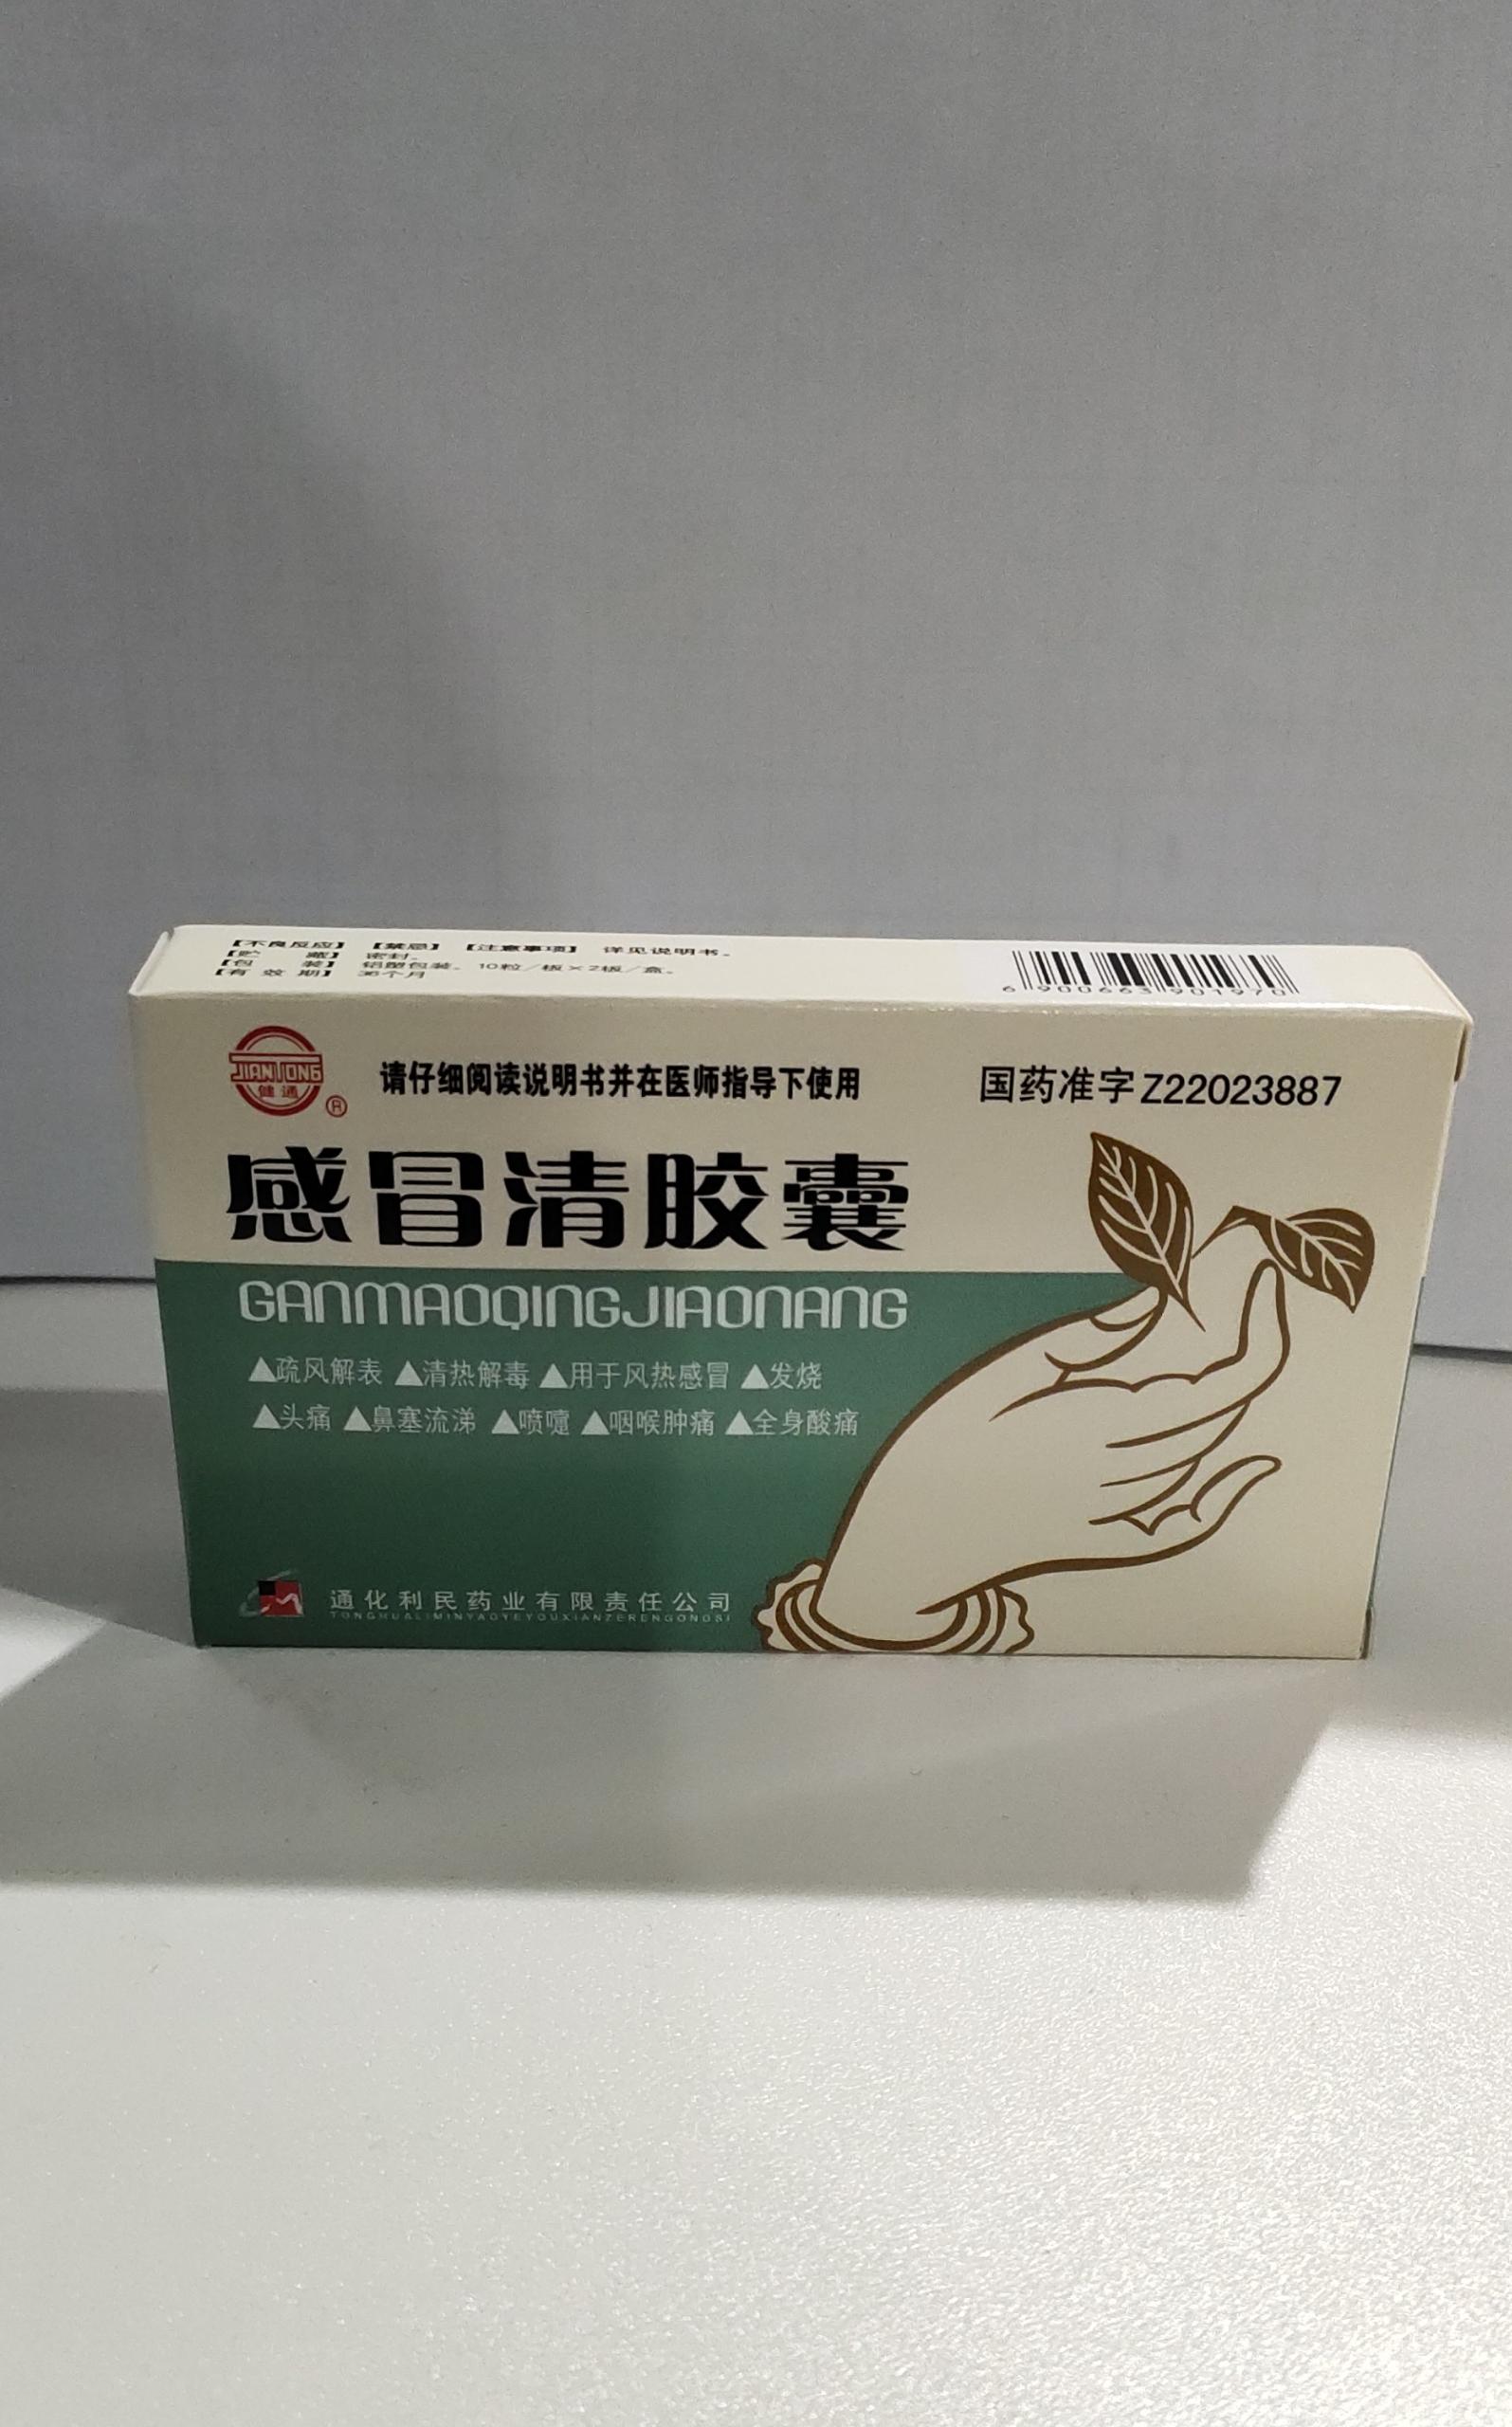 【不良反应】 【禁忌】 【注意事项】 详见说明书。
【贮 藏】 密封。
【包 装】 铝塑包装。10粒/板×2板/盒。
【有 效 期】 36个月
6 900663 901970
JIANTONG
健通
®
请仔细阅读说明书并在医师指导下使用
国药准字Z22023887
感冒清胶囊
GANMAOQINGJIAONANG
▲疏风解表 ▲清热解毒 ▲用于风热感冒 ▲发烧
▲头痛 ▲鼻塞流涕 ▲喷嚏 ▲咽喉肿痛 ▲全身酸痛
通化利民药业有限责任公司
TONGHUALIMINYAOYEYOUXIANZERENGONGSI